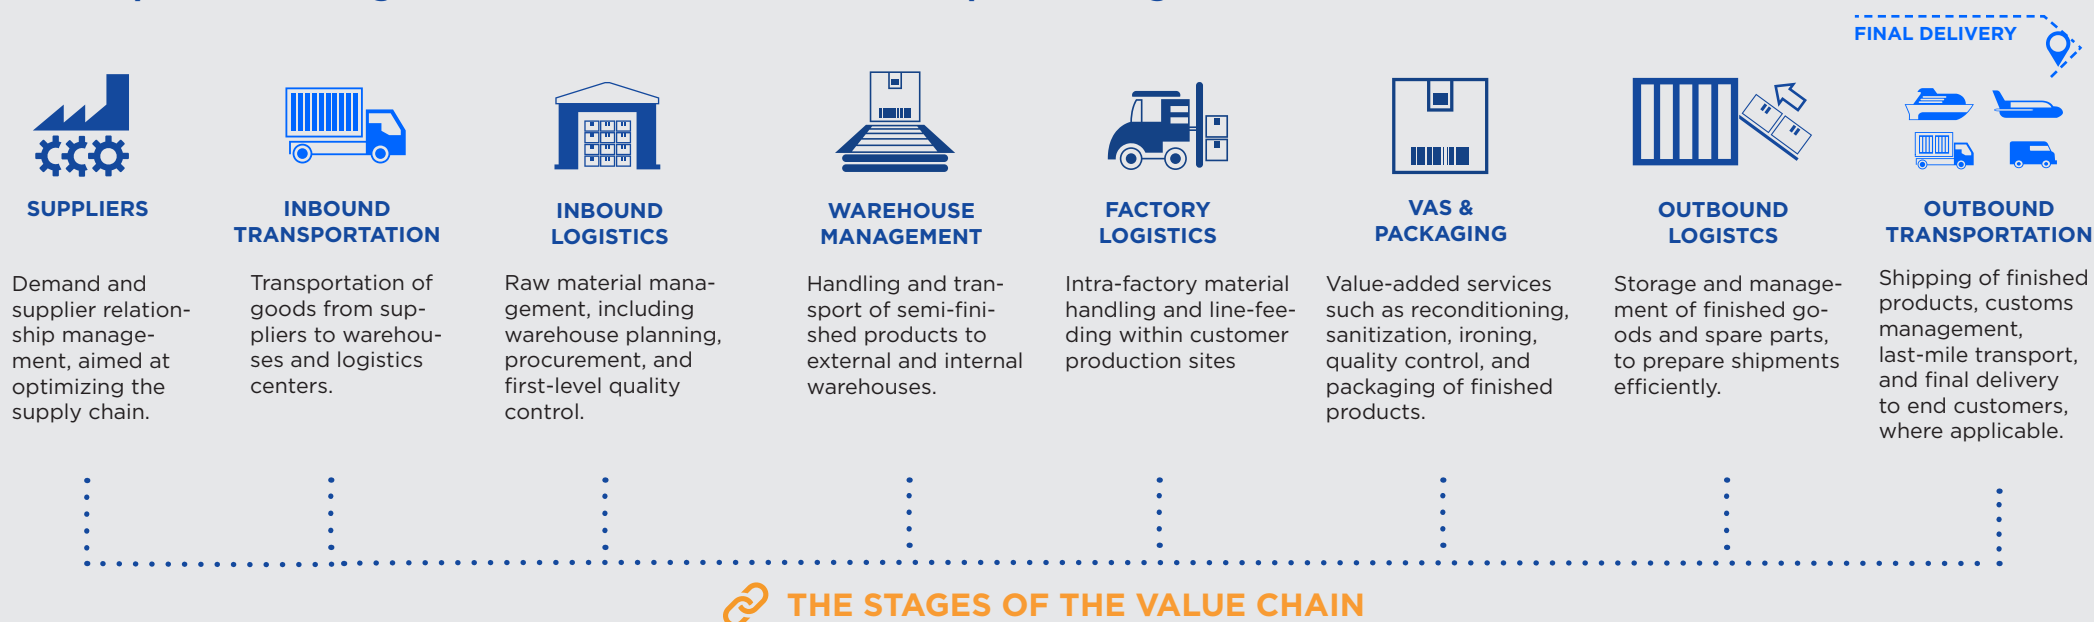 FINAL DELIVERY
SUPPLIERS
Demand and
supplier relation-
ship manage-
ment, aimed at
optimizing the
supply chain.
INBOUND
TRANSPORTATION
Transportation of
goods from sup-
pliers to warehou-
ses and logistics
centers.
INBOUND
LOGISTICS
Raw material mana-
gement, including
warehouse planning,
procurement, and
first-level quality
control.
WAREHOUSE
MANAGEMENT
Handling and tran-
sport of semi-fini-
shed products to
external and internal
warehouses.
FACTORY
LOGISTICS
Intra-factory material
handling and line-fee-
ding within customer
production sites
VAS &
PACKAGING
Value-added services
such as reconditioning,
sanitization, ironing,
quality control, and
packaging of finished
products.
OUTBOUND
LOGISTCS
Storage and manage-
ment of finished go-
ods and spare parts,
to prepare shipments
efficiently.
OUTBOUND
TRANSPORTATION
Shipping of finished
products, customs
management,
last-mile transport,
and final delivery
to end customers,
where applicable.
THE STAGES OF THE VALUE CHAIN